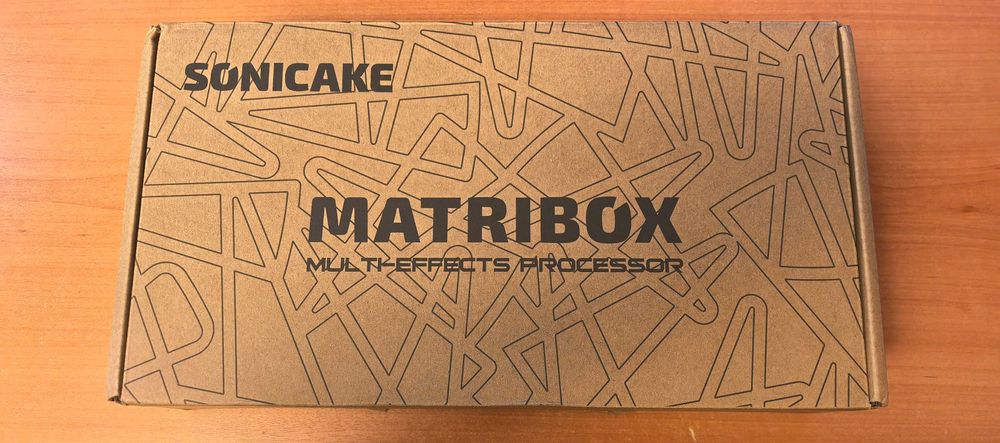 SONICAKE
MATRIBOX
MULTI-EFFECTS PROCESSOR